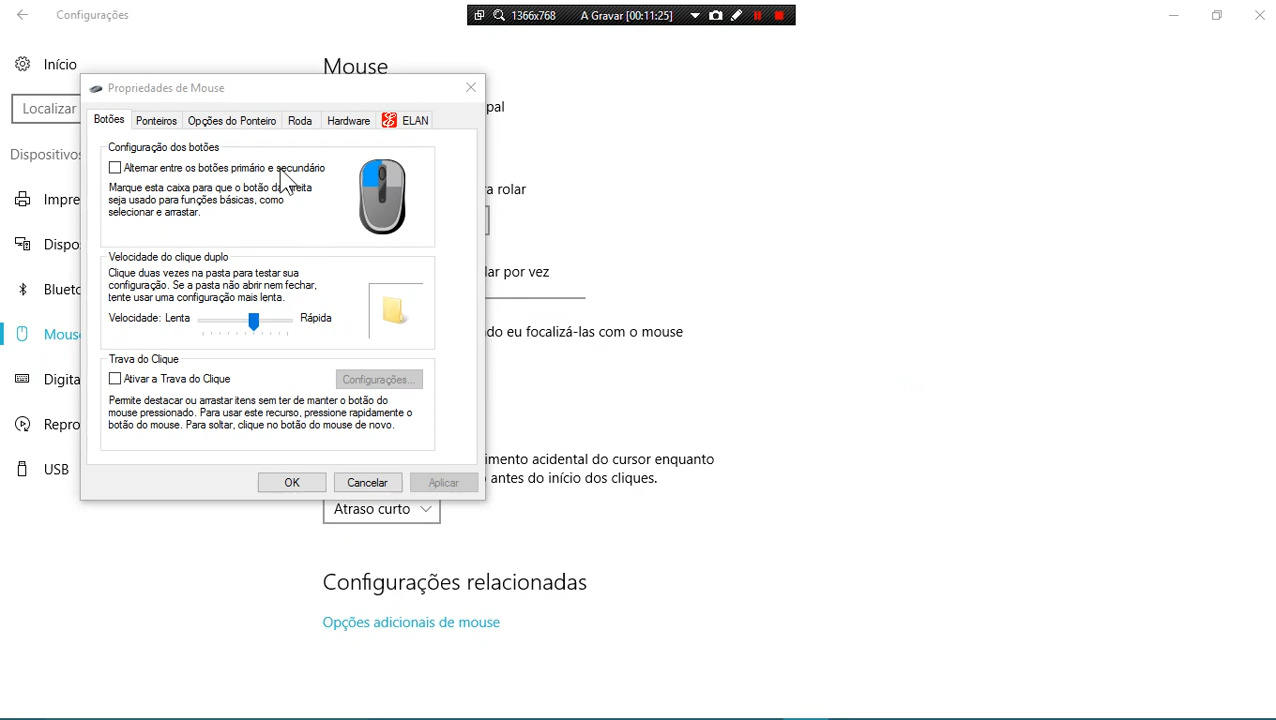 Configurações
1366x768
A Gravar [00:11:25]
Início
Localizar
Dispositivos
Impre
Dispo
Blueto
Mouse
Digita
Repro
USB
Mouse
pal
a rolar
lar por vez
do eu focalizá-las com o mouse
imento acidental do cursor enquanto
antes do início dos cliques.
Atraso curto
Configurações relacionadas
Opções adicionais de mouse
Propriedades de Mouse
Botões
Ponteiros
Opções do Ponteiro
Roda
Hardware
ELAN
Configuração dos botões
Alternar entre os botões primário e secundário
Marque esta caixa para que o botão da direita
seja usado para funções básicas, como
selecionar e arrastar.
Velocidade do clique duplo
Clique duas vezes na pasta para testar sua
configuração. Se a pasta não abrir nem fechar,
tente usar uma configuração mais lenta.
Velocidade: Lenta
Rápida
Trava do Clique
Ativar a Trava do Clique
Configurações...
Permite destacar ou arrastar itens sem ter de manter o botão do
mouse pressionado. Para usar este recurso, pressione rapidamente o
botão do mouse. Para soltar, clique no botão do mouse de novo.
OK
Cancelar
Aplicar